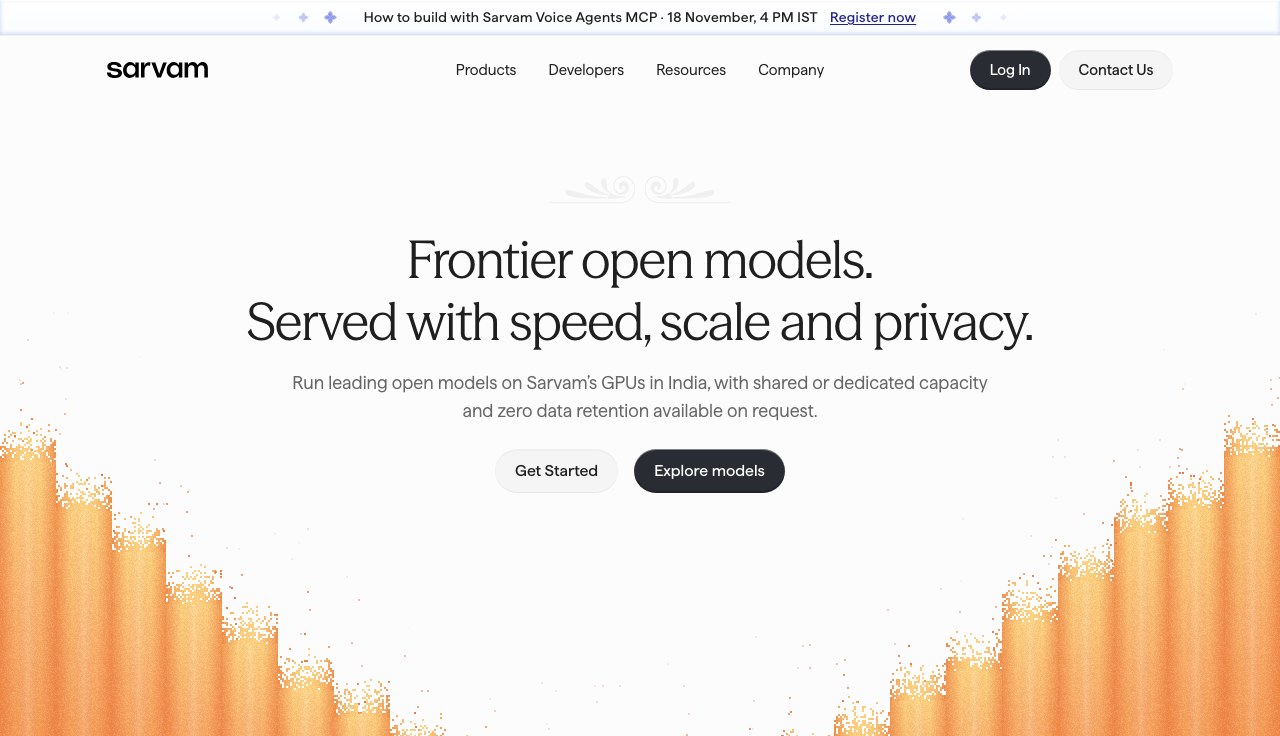 How to build with Sarvam Voice Agents MCP · 18 November, 4 PM IST Register now
sarvam
Products Developers Resources Company
Log In Contact Us
Frontier open models.
Served with speed, scale and privacy.
Run leading open models on Sarvam's GPUs in India, with shared or dedicated capacity
and zero data retention available on request.
Get Started Explore models